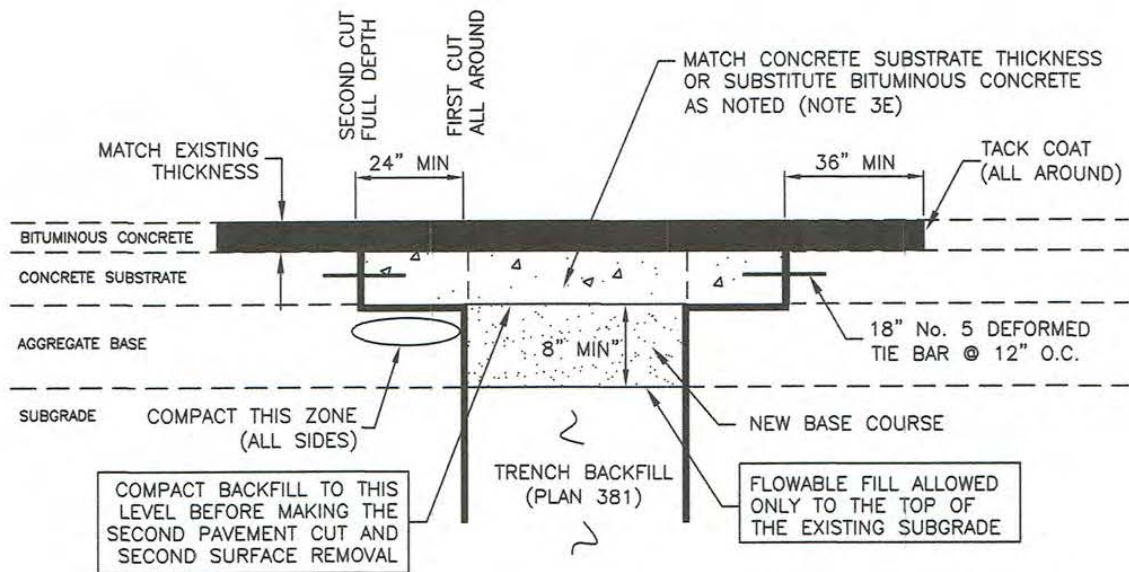 SECOND CUT
FULL DEPTH
FIRST CUT
ALL AROUND
MATCH CONCRETE SUBSTRATE THICKNESS
OR SUBSTITUTE BITUMINOUS CONCRETE
AS NOTED (NOTE 3E)
MATCH EXISTING
THICKNESS
24" MIN
36" MIN
TACK COAT
(ALL AROUND)
BITUMINOUS CONCRETE
CONCRETE SUBSTRATE
AGGREGATE BASE
8" MIN"
18" No. 5 DEFORMED
TIE BAR @ 12" O.C.
SUBGRADE
COMPACT THIS ZONE
(ALL SIDES)
NEW BASE COURSE
TRENCH BACKFILL
(PLAN 381)
COMPACT BACKFILL TO THIS
LEVEL BEFORE MAKING THE
SECOND PAVEMENT CUT AND
SECOND SURFACE REMOVAL
FLOWABLE FILL ALLOWED
ONLY TO THE TOP OF
THE EXISTING SUBGRADE